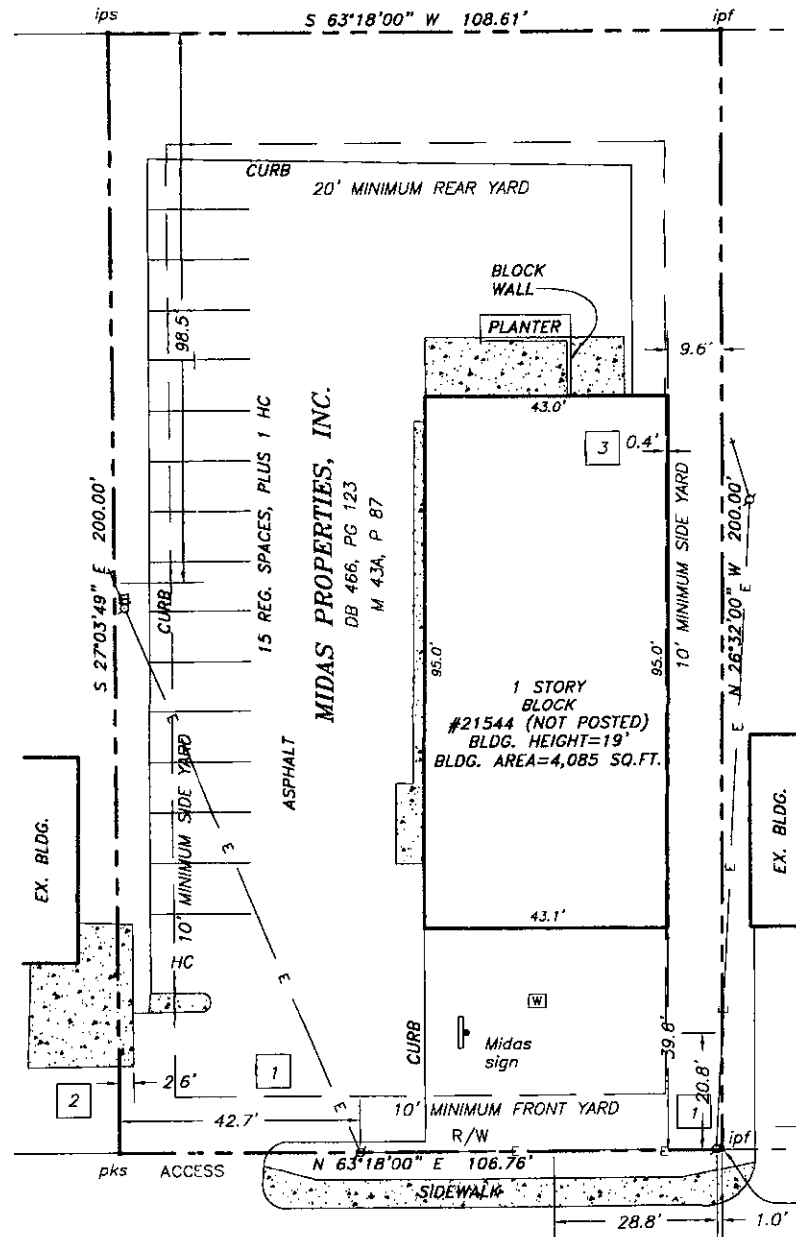 ips
S 63°18'00" W 108.61'
ipf
CURB
20' MINIMUM REAR YARD
BLOCK
WALL
PLANTER
98.5'
9.6'
43.0'
3
0.4'
S 27°03'49" E 200.00'
CURB
15 REG. SPACES, PLUS 1 HC
MIDAS PROPERTIES, INC.
DB 466, PG 123
M 43A, P 87
95.0'
95.0'
10' MINIMUM SIDE YARD
N 26°32'00" W 200.00'
E
E
E
1 STORY
BLOCK
#21544 (NOT POSTED)
BLDG. HEIGHT=19'
BLDG. AREA=4,085 SQ.FT.
ASPHALT
10' MINIMUM SIDE YARD
EX. BLDG.
EX. BLDG.
E
E
E
E
43.1'
HC
W
CURB
Midas
sign
39.8'
20.8'
1
2
2.6'
1
42.7'
10' MINIMUM FRONT YARD
R/W
ipf
E
E
pks
ACCESS
N 63°18'00" E 106.76'
SIDEWALK
28.8'
1.0'